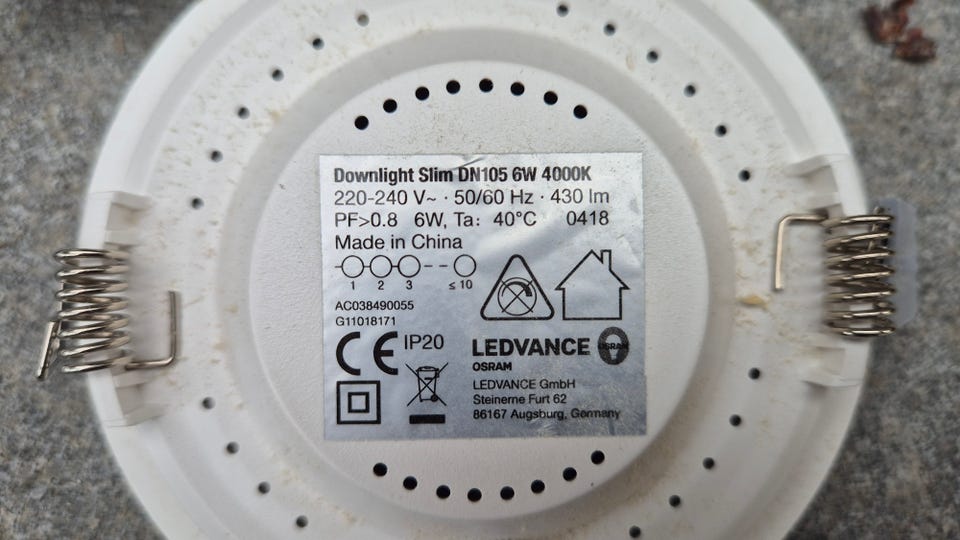 Downlight Slim DN105 6W 4000K
220-240 V~ · 50/60 Hz · 430 lm
PF>0.8 6W, Ta: 40°C 0418
Made in China
1 2 3 ≤ 10
AC038490055
G11018171
CE IP20
LEDVANCE OSRAM
OSRAM
LEDVANCE GmbH
Steinerne Furt 62
86167 Augsburg, Germany